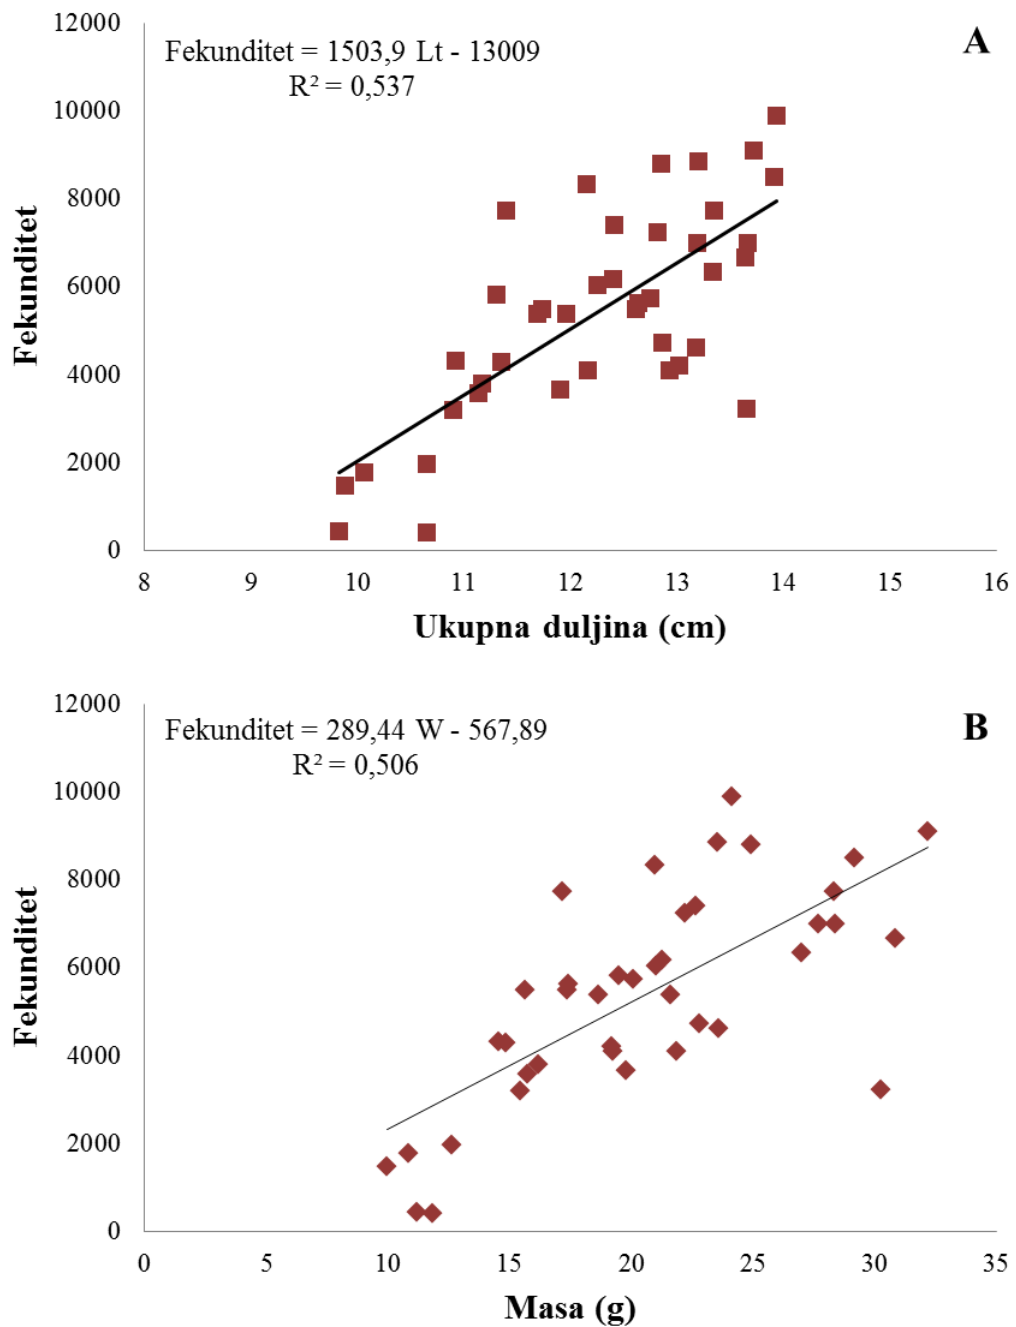 12000
A
Fekunditet = 1503,9 Lt - 13009
R² = 0,537
10000
8000
6000
4000
2000
0
Fekunditet
8 9 10 11 12 13 14 15 16
Ukupna duljina (cm)
12000
B
Fekunditet = 289,44 W - 567,89
R² = 0,506
10000
8000
6000
4000
2000
0
Fekunditet
0 5 10 15 20 25 30 35
Masa (g)